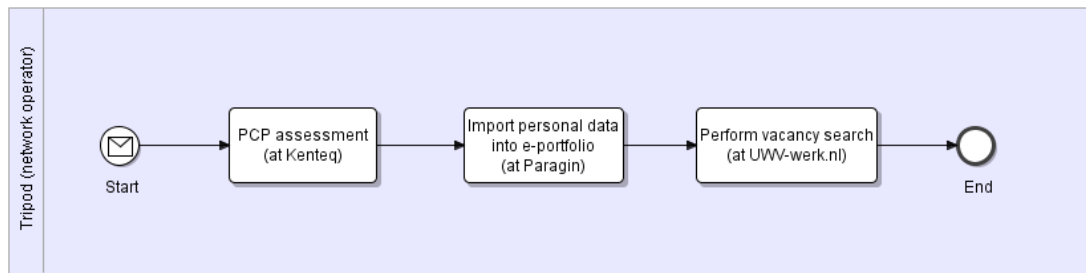 Tripod (network operator)
Start
PCP assessment
(at Kenteq)
Import personal data
into e-portfolio
(at Paragin)
Perform vacancy search
(at UWV-werk.nl)
End